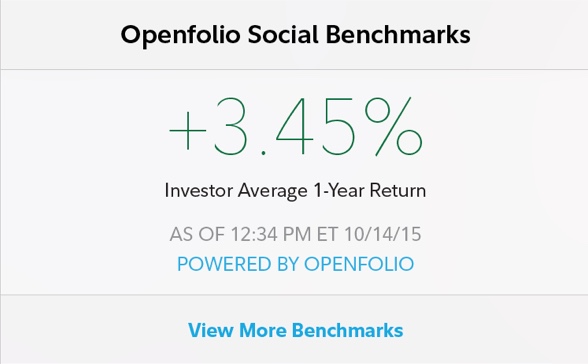 Openfolio Social Benchmarks
+3.45%
Investor Average 1-Year Return
AS OF 12:34 PM ET 10/14/15
POWERED BY OPENFOLIO
View More Benchmarks